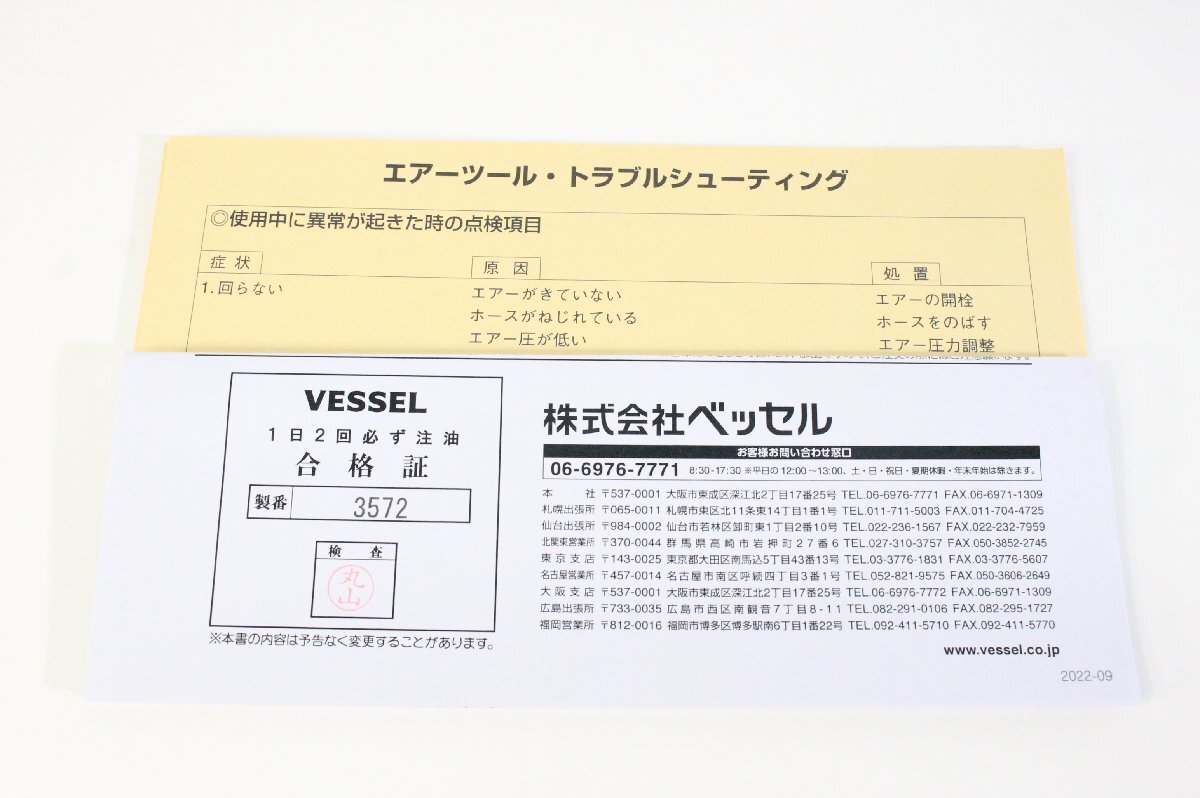 エアーツール・トラブルシューティング
◎使用中に異常が起きた時の点検項目
症状 原因 処置
1.回らない エアーがきていない エアーの開栓
ホースがねじれている ホースをのばす
エアー圧が低い エアー圧力調整
VESSEL
1日2回必ず注油
合格証
製番 3572
検査
丸山
※本書の内容は予告なく変更することがあります。
株式会社ベッセル
お客様お問い合わせ窓口
06-6976-7771 8:30-17:30 ※平日の12:00~13:00、土・日・祝日・夏期休暇・年末年始は除きます。
本社 〒537-0001 大阪市東成区深江北2丁目17番25号 TEL.06-6976-7771 FAX.06-6971-1309
札幌出張所 〒065-0011 札幌市東区北11条東14丁目1番1号 TEL.011-711-5003 FAX.011-704-4725
仙台出張所 〒984-0002 仙台市若林区卸町東1丁目2番10号 TEL.022-236-1567 FAX.022-232-7959
北関東営業所 〒370-0044 群馬県高崎市岩押町27番6 TEL.027-310-3757 FAX.050-3852-2745
東京支店 〒143-0025 東京都大田区南馬込5丁目43番13号 TEL.03-3776-1831 FAX.03-3776-5607
名古屋営業所 〒457-0014 名古屋市南区呼続四丁目3番1号 TEL.052-821-9575 FAX.050-3606-2649
大阪支店 〒537-0001 大阪市東成区深江北2丁目17番25号 TEL.06-6976-7772 FAX.06-6971-1309
広島出張所 〒733-0035 広島市西区南観音7丁目8-11 TEL.082-291-0106 FAX.082-295-1727
福岡営業所 〒812-0016 福岡市博多区博多駅南6丁目1番22号 TEL.092-411-5710 FAX.092-411-5770
www.vessel.co.jp
2022-09